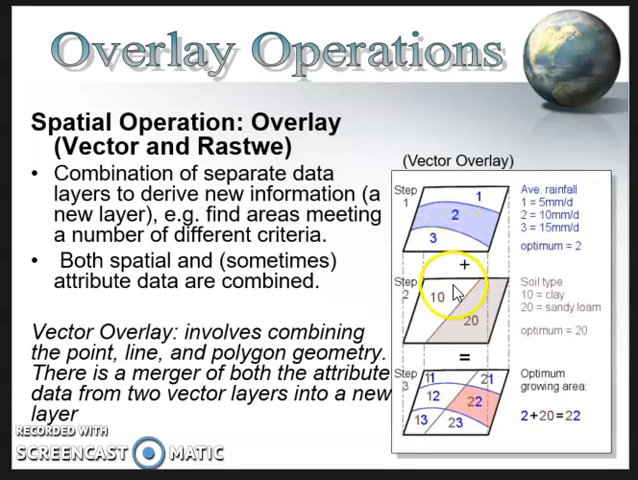 Overlay Operations
Spatial Operation: Overlay
(Vector and Rastwe)
• Combination of separate data
layers to derive new information (a
new layer), e.g. find areas meeting
a number of different criteria.
• Both spatial and (sometimes)
attribute data are combined.
Vector Overlay: involves combining
the point, line, and polygon geometry.
There is a merger of both the attribute
data from two vector layers into a new
layer
(Vector Overlay)
Step
1
1
2
3
Ave. rainfall
1 = 5mm/d
2 = 10mm/d
3 = 15mm/d
optimum = 2
+
Step
2
10
20
Soil type
10 = clay
20 = sandy loam
optimum = 20
=
Step
3
11
21
12
22
13
23
Optimum
growing area:
2+20=22
RECORDED WITH
SCREENCAST MATIC